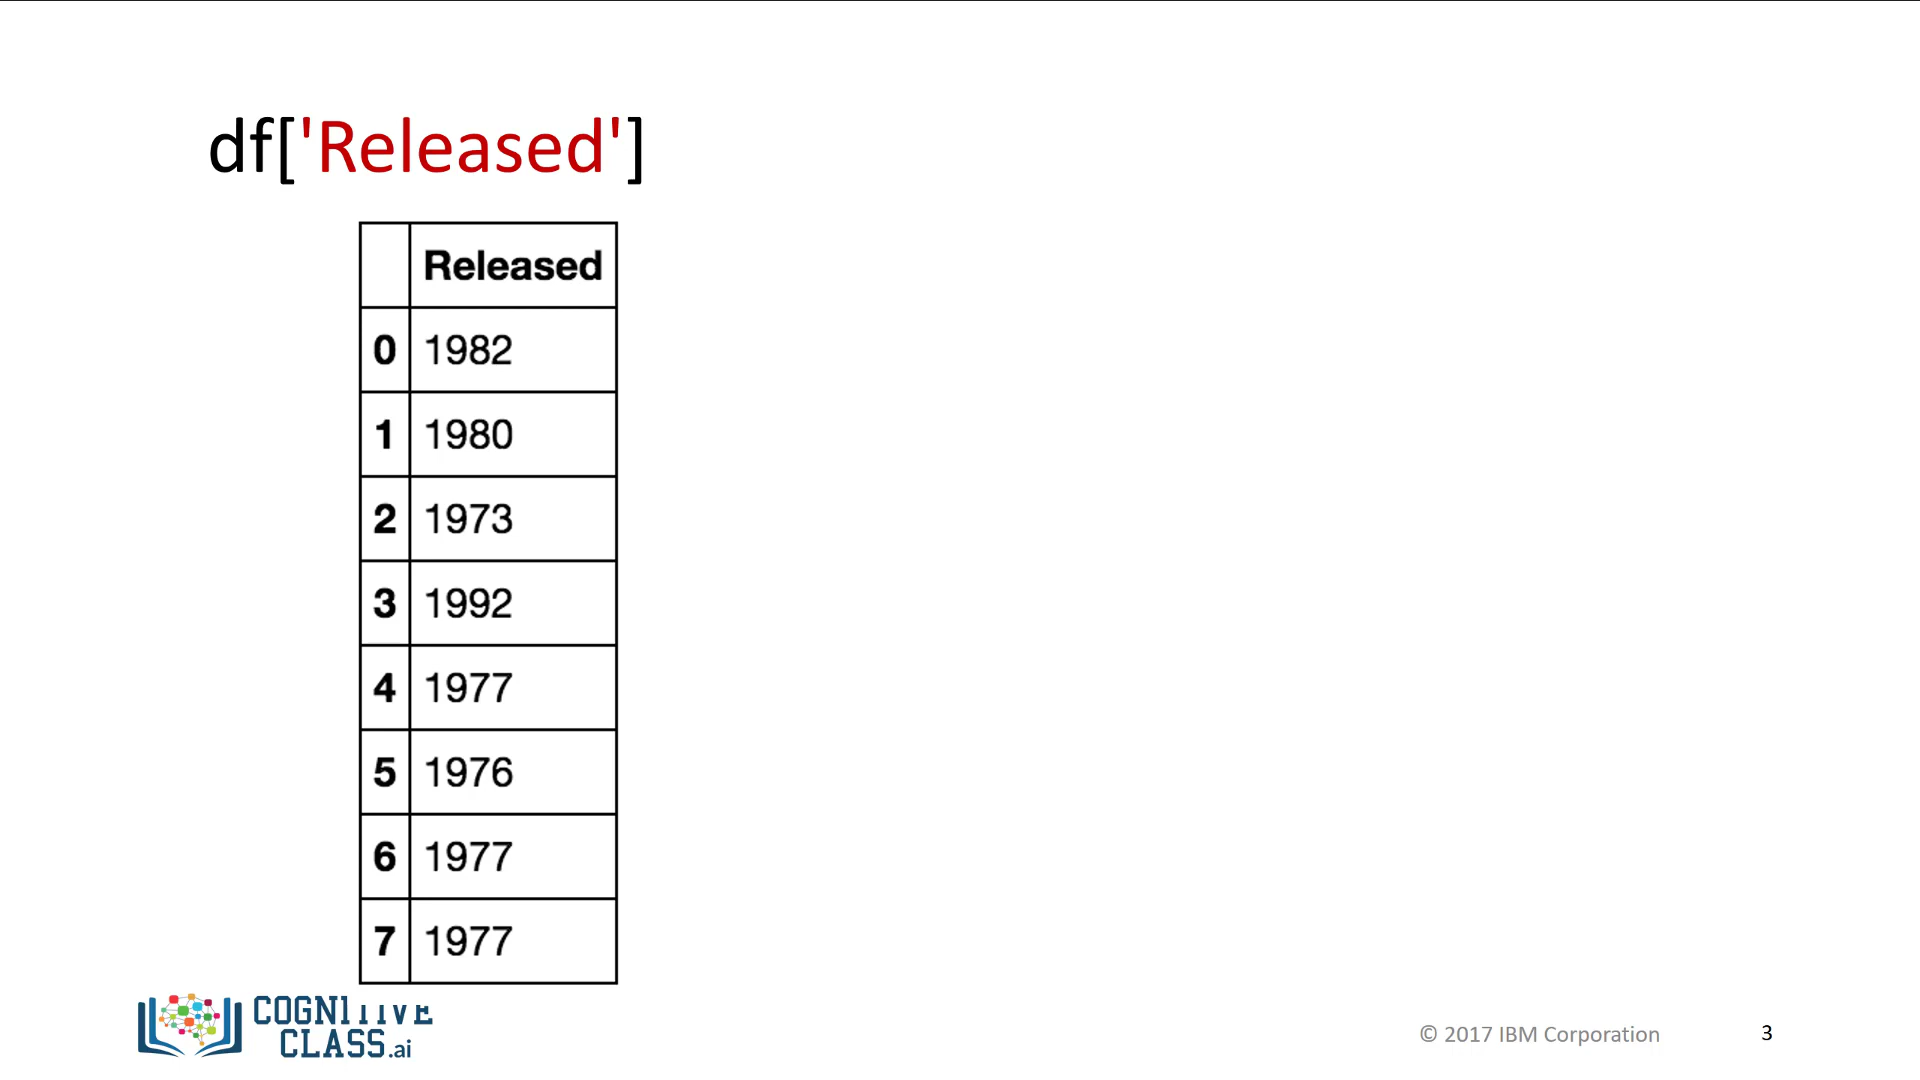 df['Released']
Released
0 1982
1 1980
2 1973
3 1992
4 1977
5 1976
6 1977
7 1977
COGNITIVE
CLASS.ai
© 2017 IBM Corporation 3